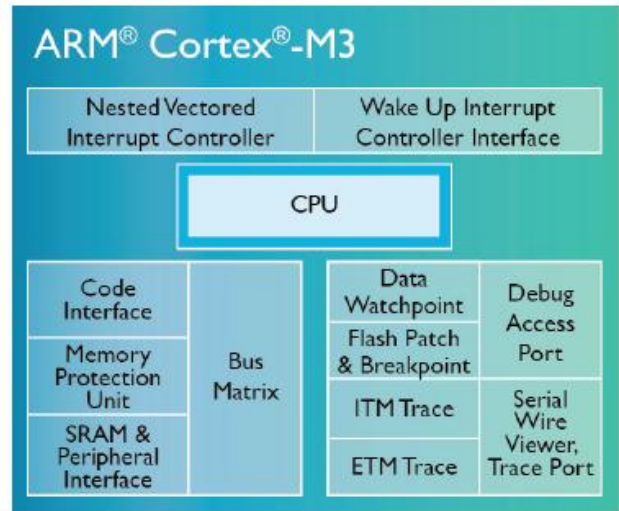 ARM® Cortex®-M3
Nested Vectored
Interrupt Controller
Wake Up Interrupt
Controller Interface
CPU
Code
Interface
Memory
Protection
Unit
SRAM &
Peripheral
Interface
Bus
Matrix
Data
Watchpoint
Flash Patch
& Breakpoint
ITM Trace
ETM Trace
Debug
Access
Port
Serial
Wire
Viewer,
Trace Port